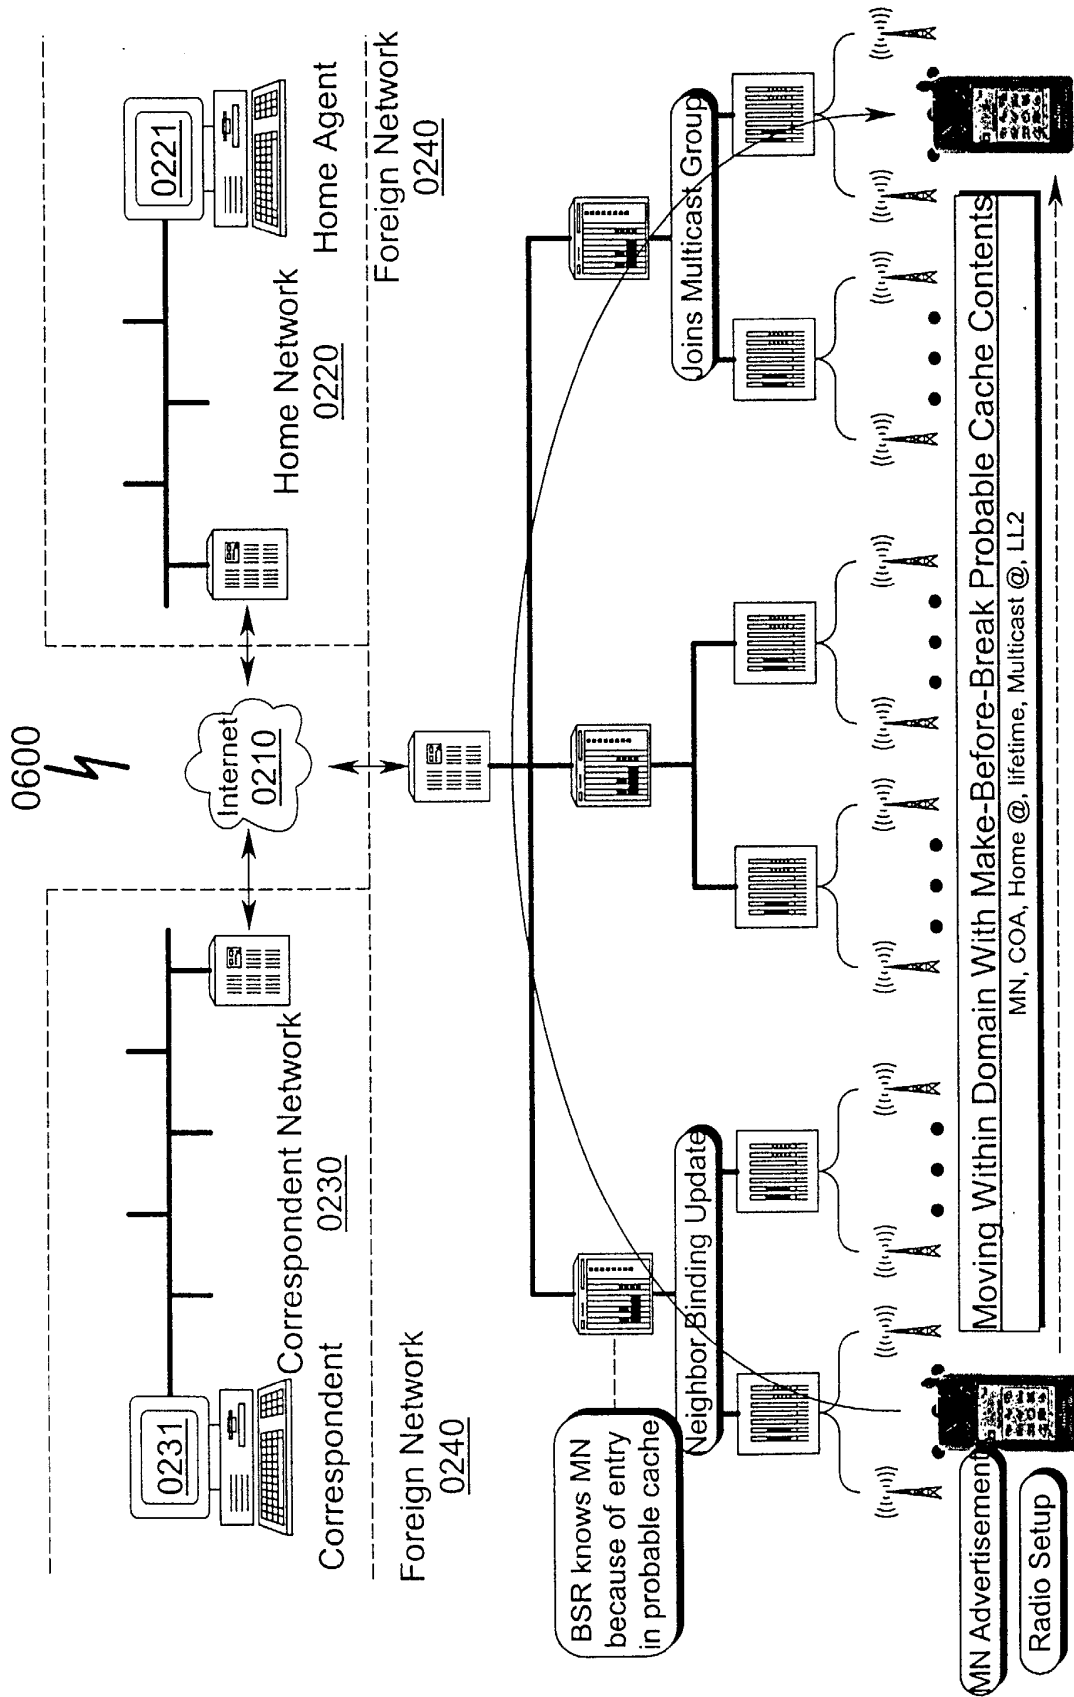 0600
0231
Correspondent
Correspondent Network
0230
Internet
0210
Home Network
0220
0221
Home Agent
Foreign Network
0240
Foreign Network
0240
BSR knows MN
because of entry
in probable cache
Neighbor Binding Update
Joins Multicast Group
MN Advertisement
Radio Setup
Moving Within Domain With Make-Before-Break Probable Cache Contents
MN, COA, Home @, lifetime, Multicast @, LL2